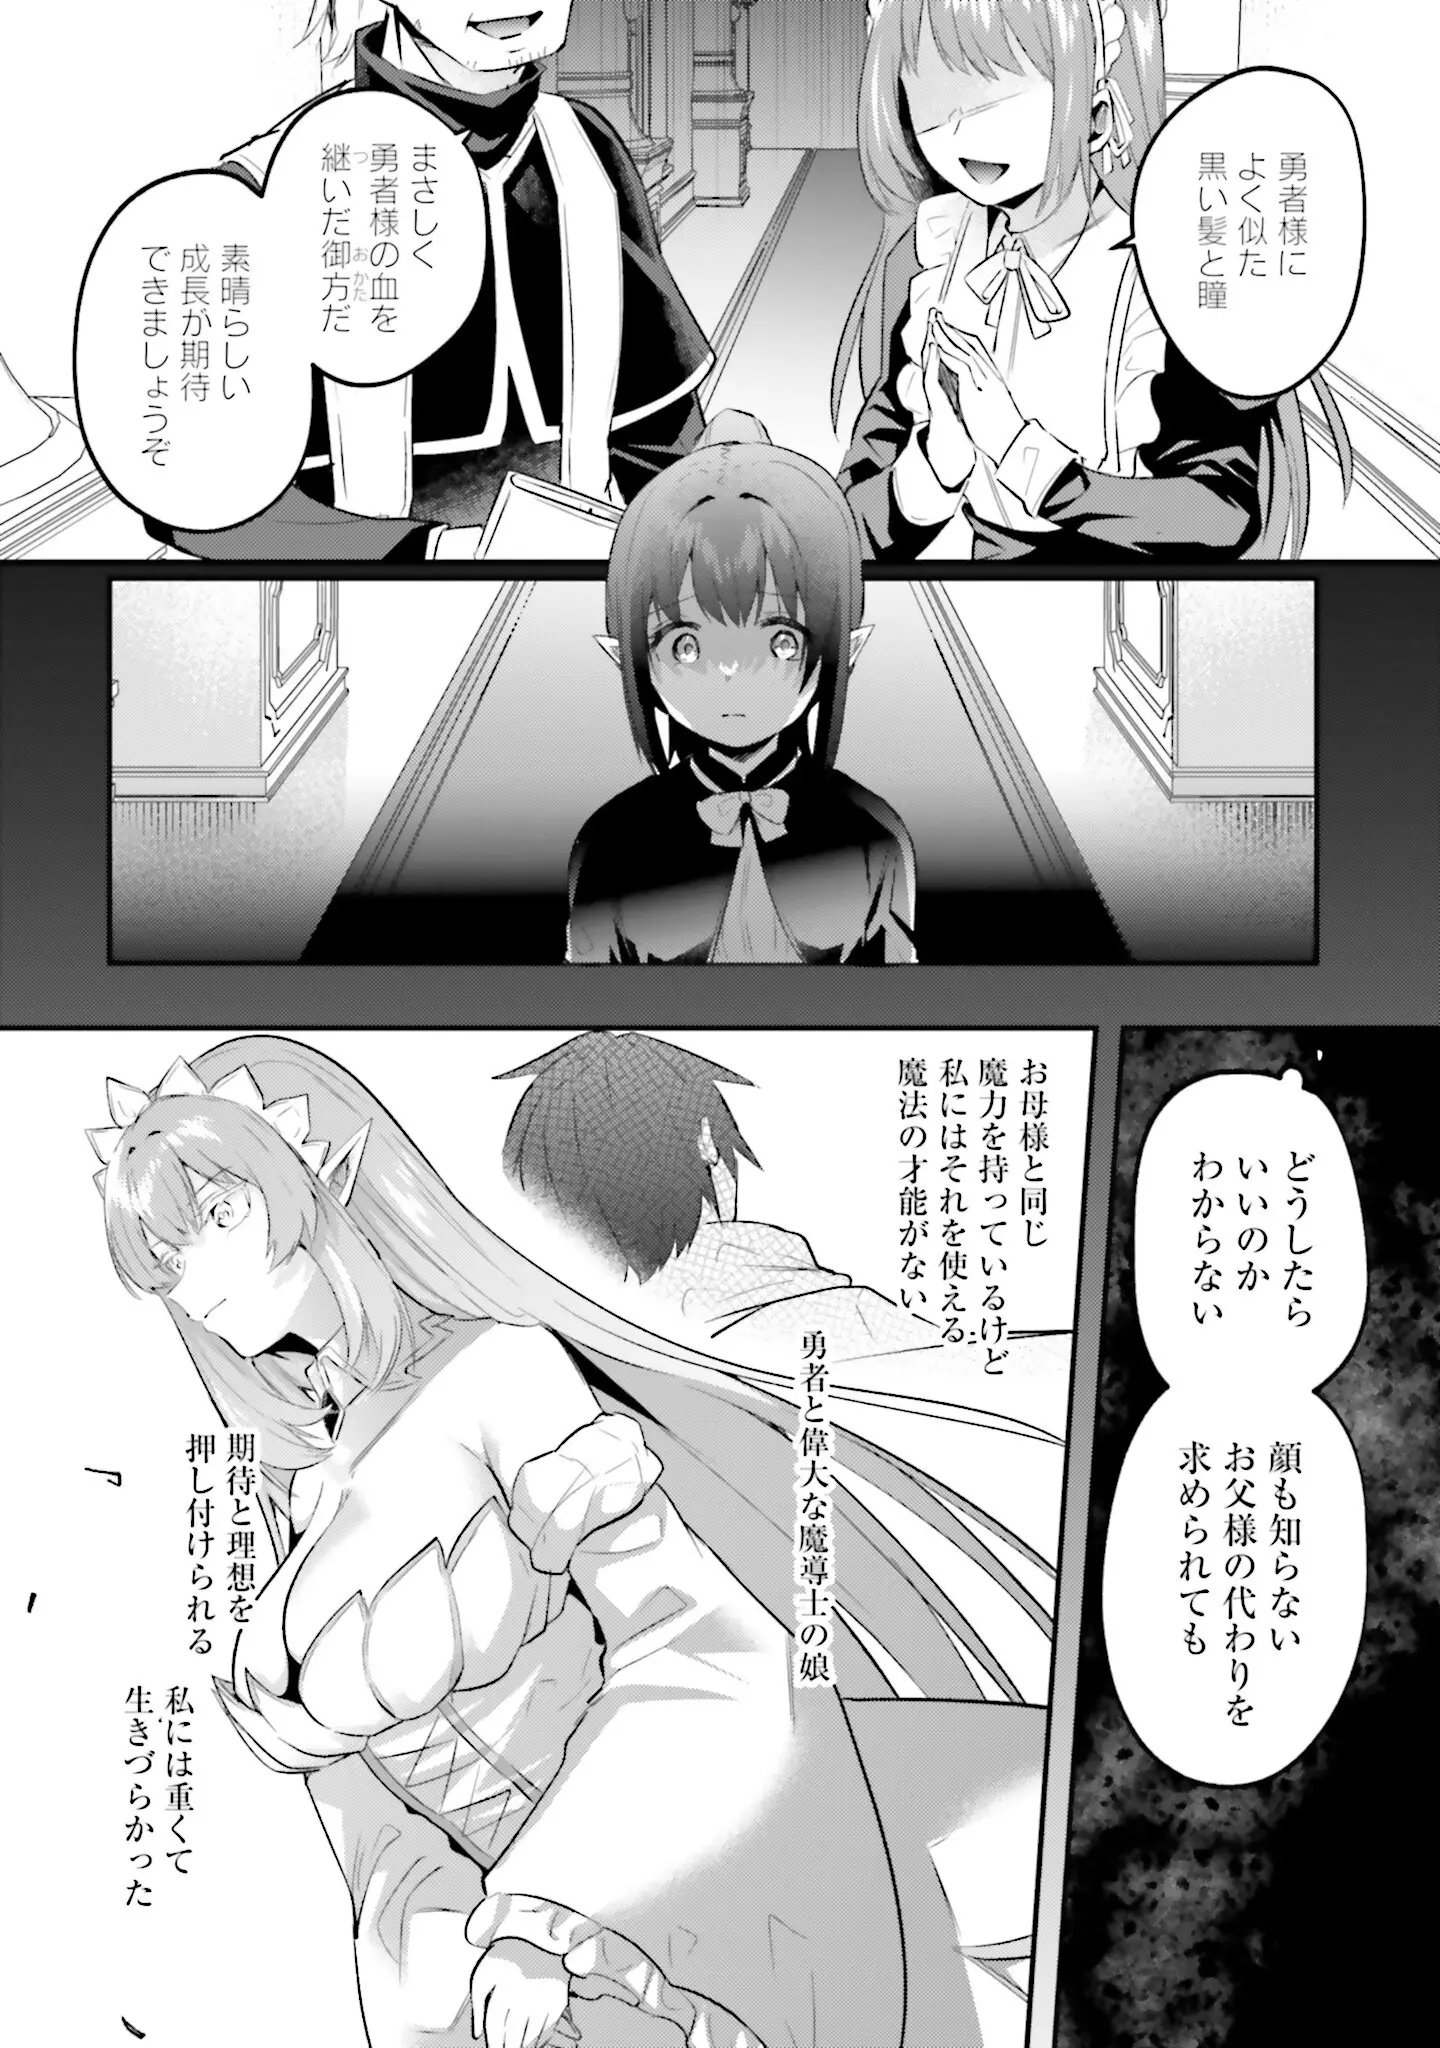 勇者様に
よく似た
黒い髪と瞳
まさしく
勇者様の血を
継いだ御方だ
つ
おかた
素晴らしい
成長が期待
できましょうぞ
どうしたら
いいのか
わからない
顔も知らない
お父様の代わりを
求められても
お母様と同じ
魔力を持っているけど
私にはそれを使える
魔法の才能がない
勇者と偉大な魔導士の娘
期待と理想を
押し付けられる
私には重くて
生きづらかった